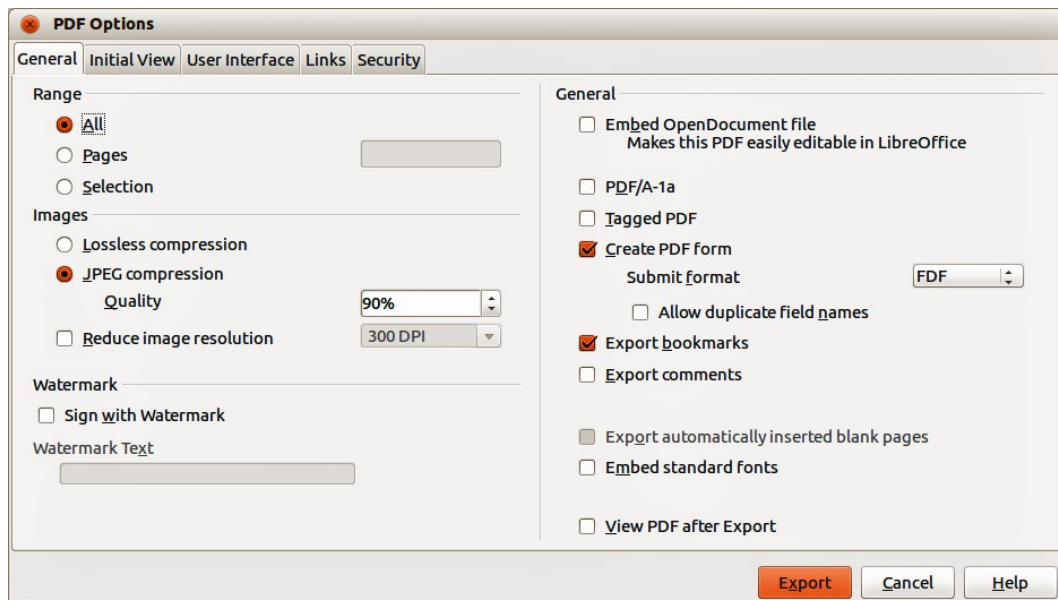 PDF Options
General Initial View User Interface Links Security
Range
All
Pages
Selection
Images
Lossless compression
JPEG compression
Quality 90%
Reduce image resolution 300 DPI
Watermark
Sign with Watermark
Watermark Text
General
Embed OpenDocument file
Makes this PDF easily editable in LibreOffice
PDF/A-1a
Tagged PDF
Create PDF form
Submit format FDF
Allow duplicate field names
Export bookmarks
Export comments
Export automatically inserted blank pages
Embed standard fonts
View PDF after Export
Export Cancel Help